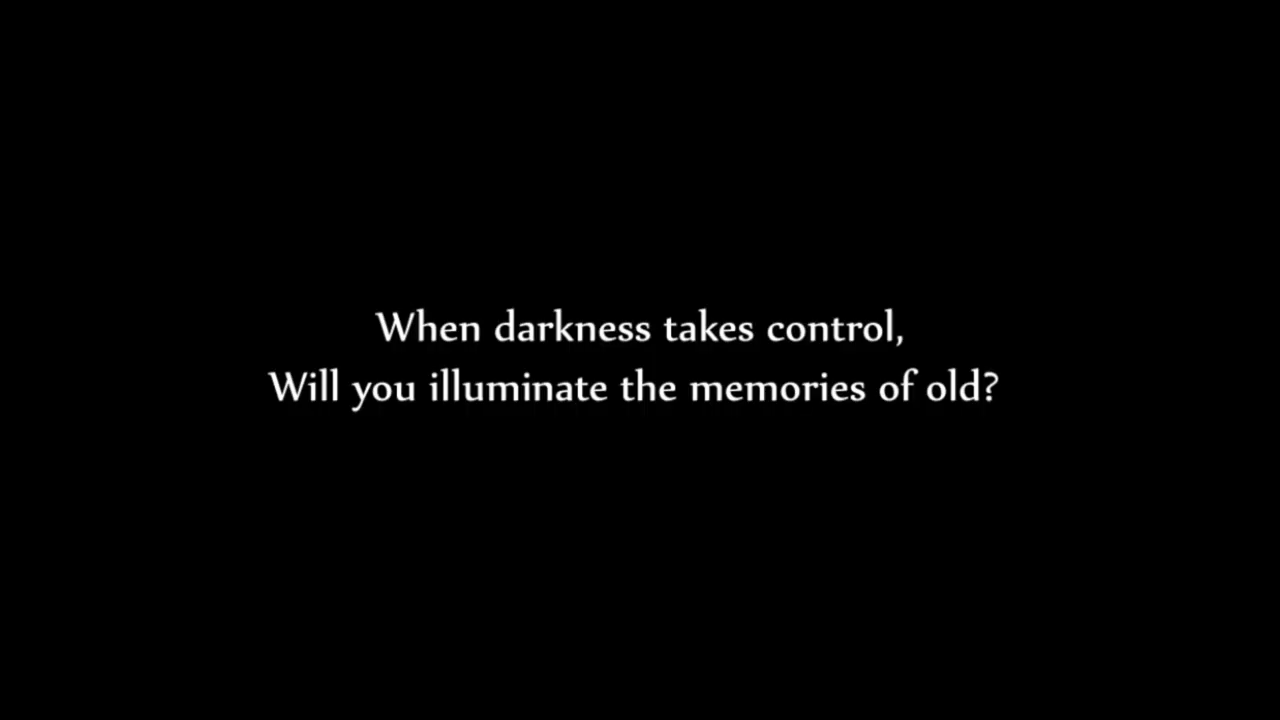 When darkness takes control,
Will you illuminate the memories of old?